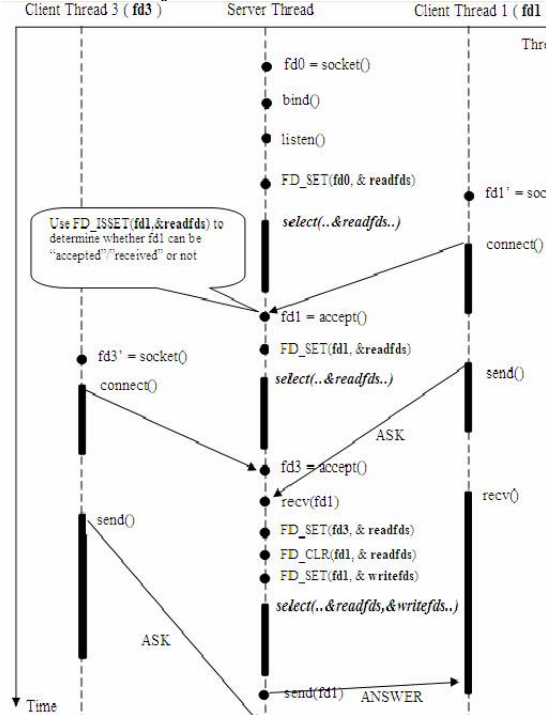 Client Thread 3 ( fd3 )
Server Thread
Client Thread 1 ( fd1
Thre
fd0 = socket()
bind()
listen()
FD_SET(fd0, & readfds)
fd1' = soc
select(..&readfds..)
Use FD_ISSET(fd1,&readfds) to
determine whether fd1 can be
"accepted"/"received" or not
connect()
fd1 = accept()
FD_SET(fd1, &readfds)
fd3' = socket()
select(..&readfds..)
send()
connect()
ASK
fd3 = accept()
recv(fd1)
recv()
send()
FD_SET(fd3, & readfds)
FD_CLR(fd1, & readfds)
FD_SET(fd1, & writefds)
select(..&readfds,&writefds..)
ASK
send(fd1)
ANSWER
Time